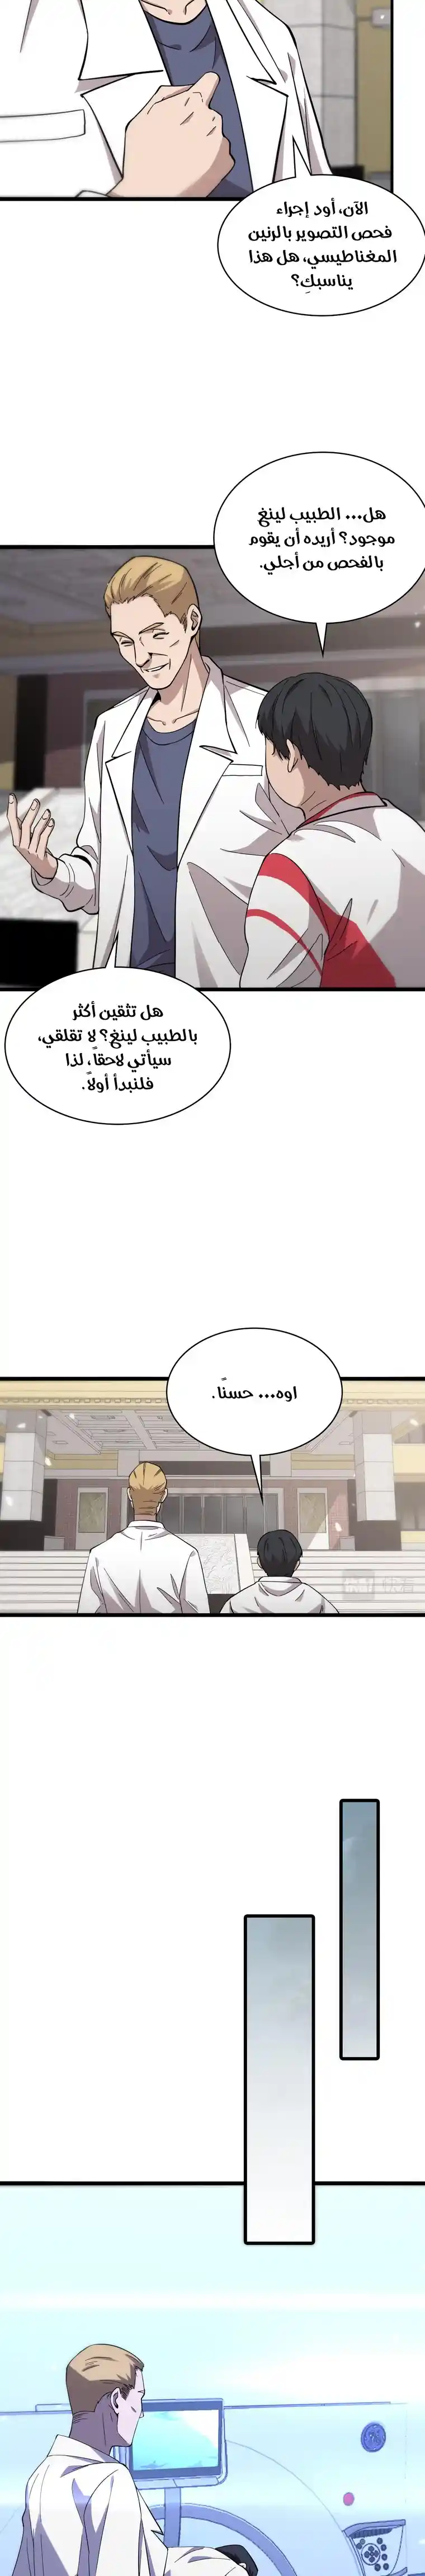 الآن، أود إجراء
فحص التصوير بالرنين
المغناطيسي، هل هذا
يناسبكِ؟
هل... الطبيب لينغ
موجود؟ أريده أن يقوم
بالفحص من أجلي.
هل تثقين أكثر
بالطبيب لينغ؟ لا تقلقي،
سيأتي لاحقاً، لذا
فلنبدأ أولاً.
اوه... حسنًا.